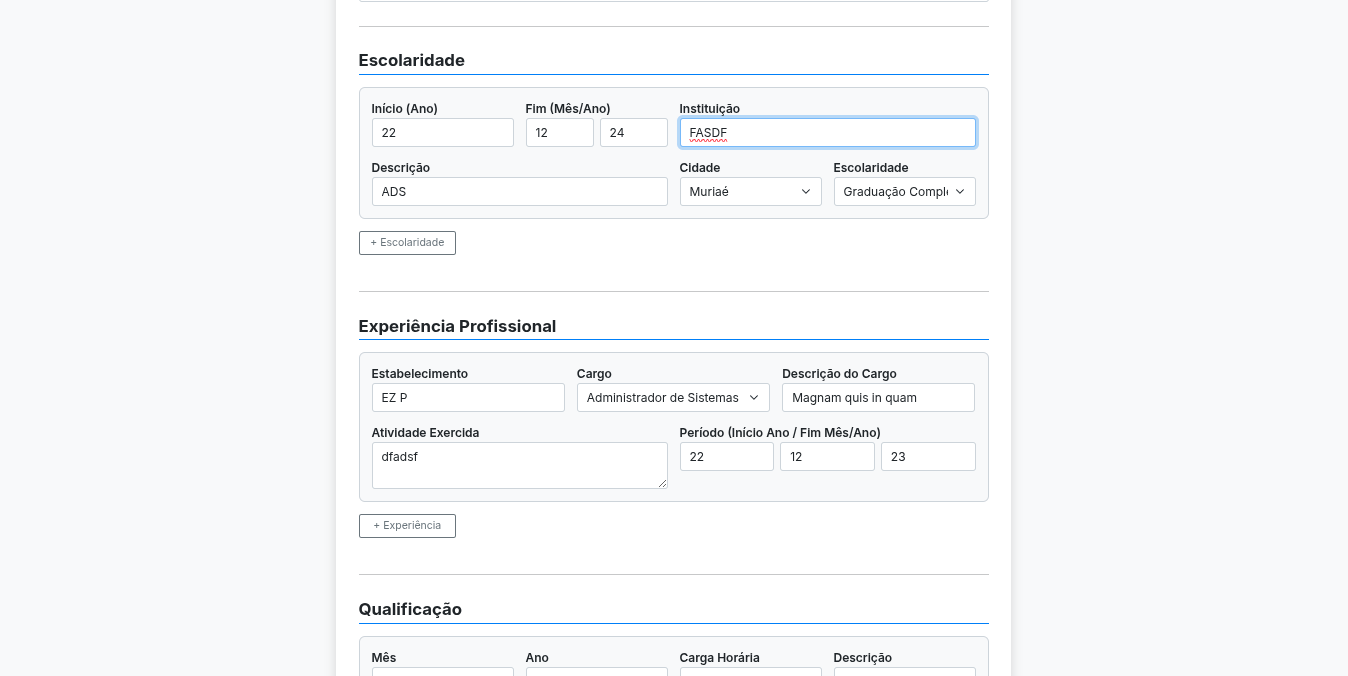 Escolaridade
Início (Ano) Fim (Mês/Ano) Instituição
22 12 24 FASDF
Descrição Cidade Escolaridade
ADS Muriaé Graduação Compl
+ Escolaridade
Experiência Profissional
Estabelecimento Cargo Descrição do Cargo
EZ P Administrador de Sistemas Magnam quis in quam
Atividade Exercida Período (Início Ano / Fim Mês/Ano)
dfadsf 22 12 23
+ Experiência
Qualificação
Mês Ano Carga Horária Descrição